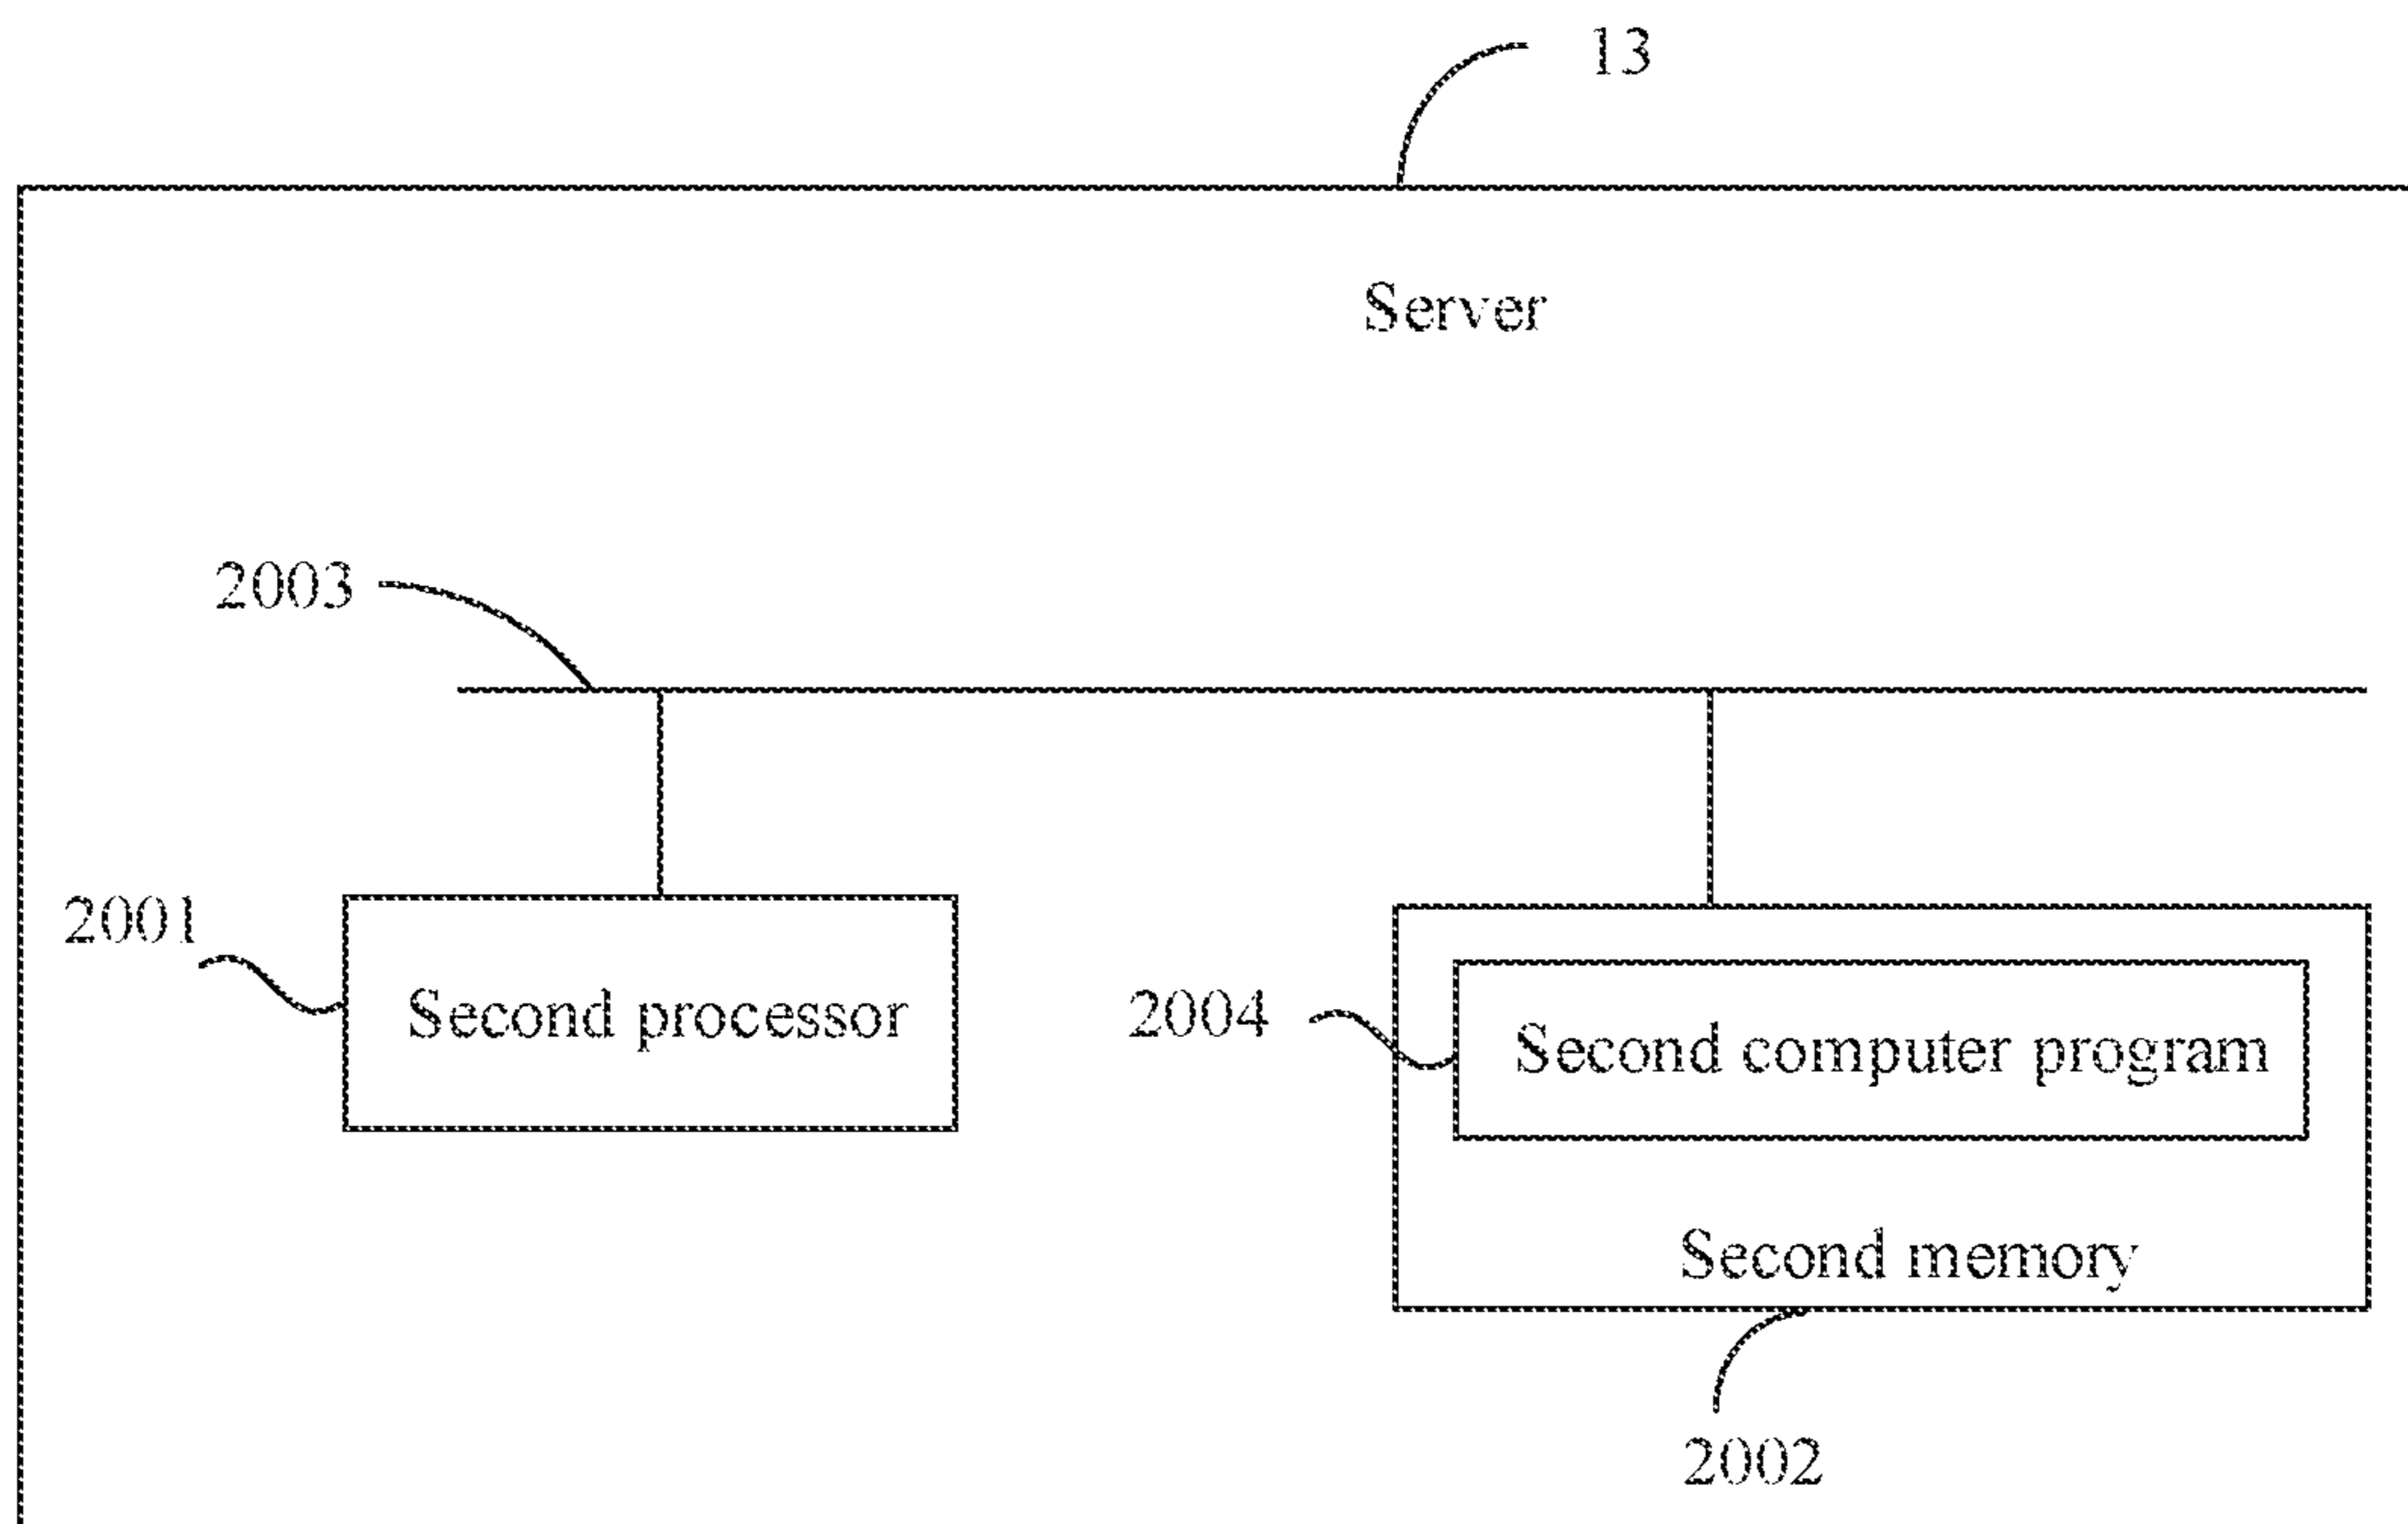 13
Server
2003
2001
Second processor
2004
Second computer program
Second memory
2002